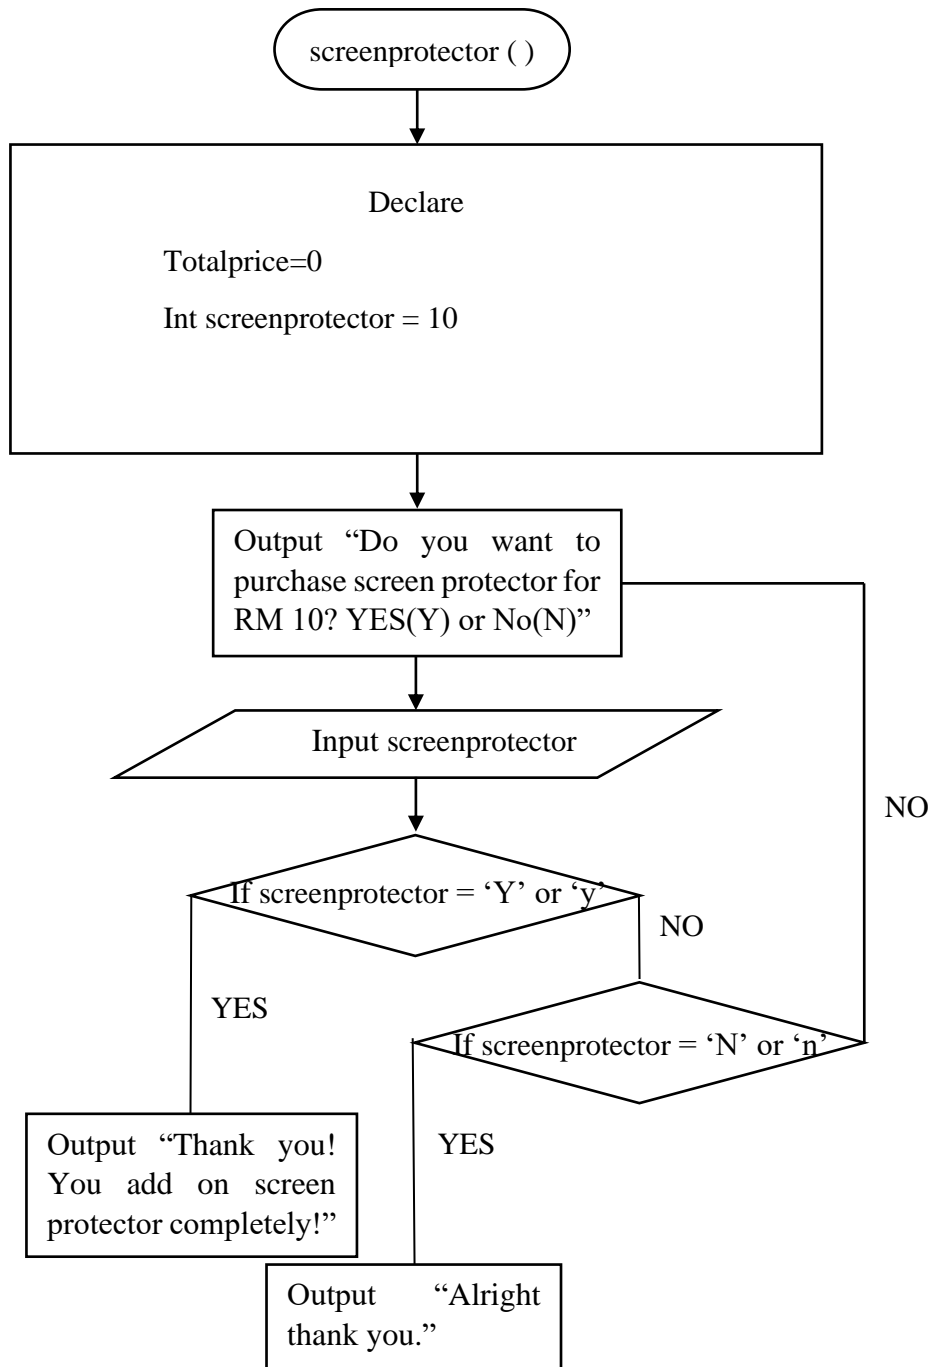 screenprotector ( )
Declare
Totalprice=0
Int screenprotector = 10
Output “Do you want to
purchase screen protector for
RM 10? YES(Y) or No(N)”
Input screenprotector
NO
If screenprotector = ‘Y’ or ‘y’
NO
YES
If screenprotector = ‘N’ or ‘n’
Output “Thank you!
You add on screen
protector completely!”
YES
Output “Alright
thank you.”